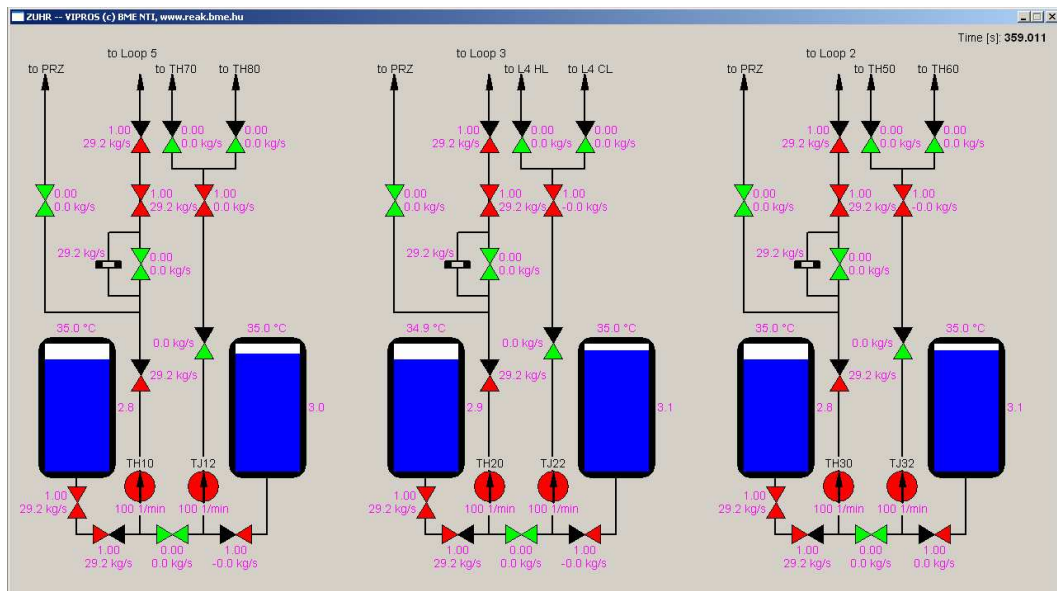 ZUHR -- VIPROS (c) BME NTI, www.reak.bme.hu
Time [s]: 359.011
to Loop 5 to Loop 3 to Loop 2
to PRZ to TH70 to TH80 to PRZ to L4 HL to L4 CL to PRZ to TH50 to TH60
1.00 0.00 0.00 1.00 0.00 0.00 1.00 0.00 0.00
29.2 kg/s 0.0 kg/s 0.0 kg/s 29.2 kg/s 0.0 kg/s 0.0 kg/s 29.2 kg/s 0.0 kg/s 0.0 kg/s
0.00 1.00 1.00 0.00 1.00 1.00 0.00 1.00 1.00
0.0 kg/s 29.2 kg/s 0.0 kg/s 0.0 kg/s 29.2 kg/s -0.0 kg/s 0.0 kg/s 29.2 kg/s -0.0 kg/s
29.2 kg/s 0.00 29.2 kg/s 0.00 29.2 kg/s 0.00
0.0 kg/s 0.0 kg/s 0.0 kg/s
35.0 °C 35.0 °C 34.9 °C 35.0 °C 35.0 °C 35.0 °C
0.0 kg/s 0.0 kg/s 0.0 kg/s
29.2 kg/s 29.2 kg/s 29.2 kg/s
2.8 3.0 2.9 3.1 2.8 3.1
TH10 TJ12 TH20 TJ22 TH30 TJ32
1.00 1.00 1.00
29.2 kg/s 100 1/min 100 1/min 29.2 kg/s 100 1/min 100 1/min 29.2 kg/s 100 1/min 100 1/min
1.00 0.00 1.00 1.00 0.00 1.00 1.00 0.00 1.00
29.2 kg/s 0.0 kg/s -0.0 kg/s 29.2 kg/s 0.0 kg/s -0.0 kg/s 29.2 kg/s 0.0 kg/s 0.0 kg/s